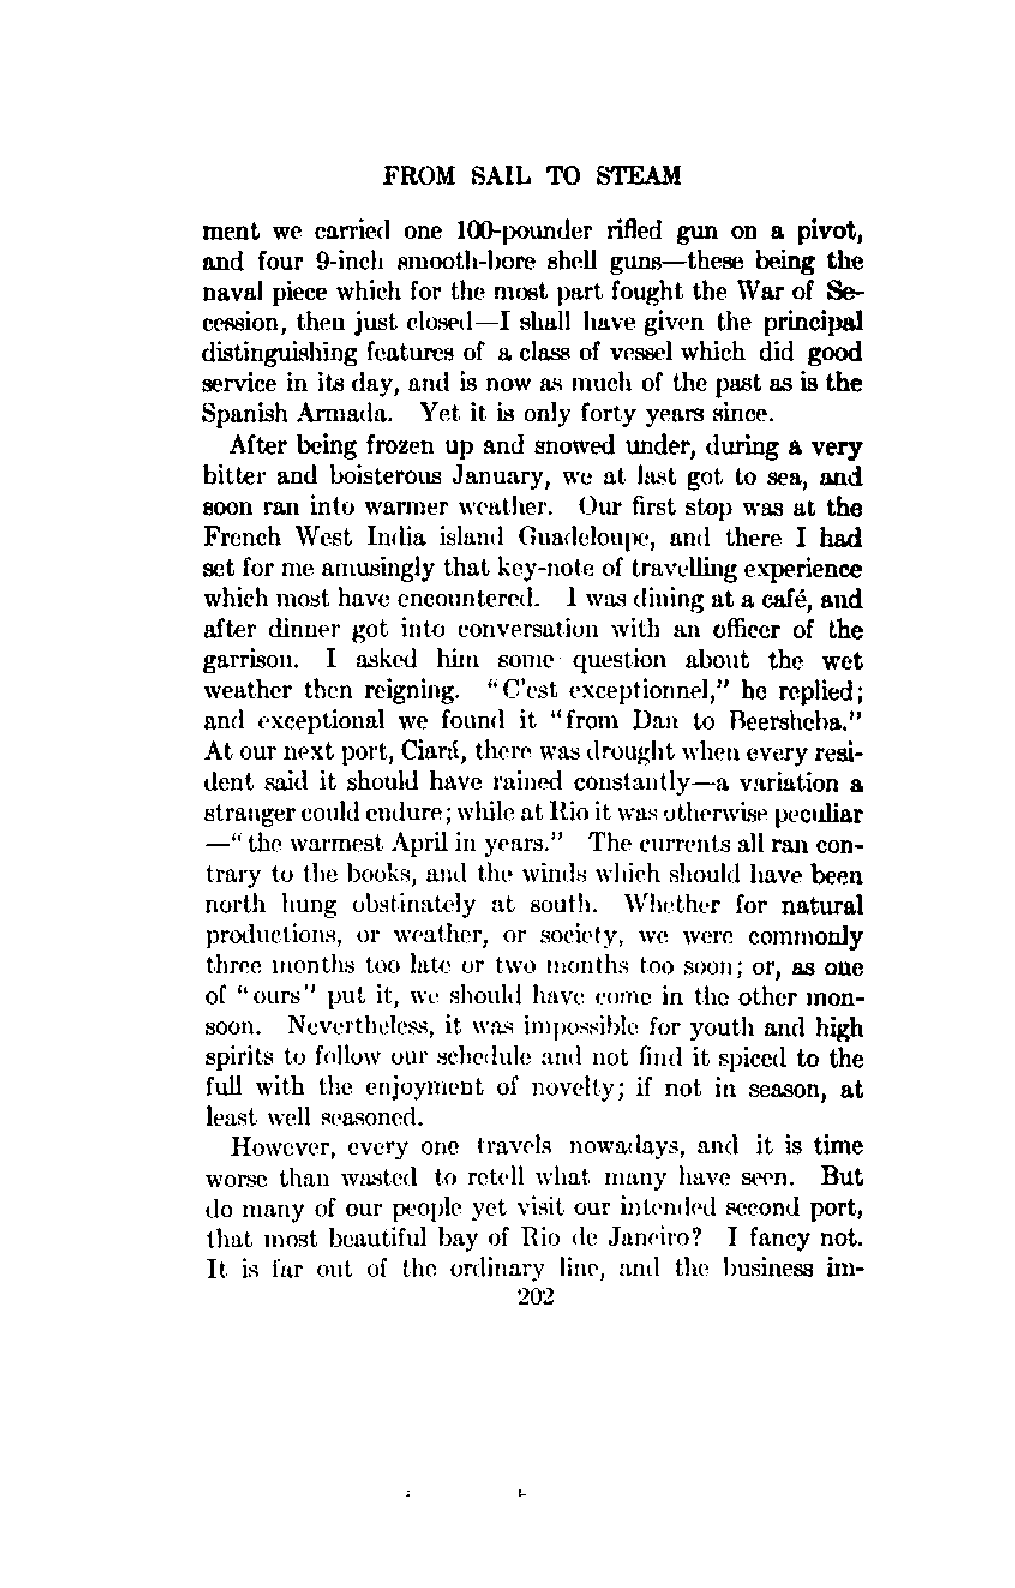 FROM SAIL TO STEAM
ment we carried one 100-pounder rifled gun on a pivot,
and four 9-inch smooth-bore shell guns—these being the
naval piece which for the most part fought the War of Se-
cession, then just closed—I shall have given the principal
distinguishing features of a class of vessel which did good
service in its day, and is now as much of the past as is the
Spanish Armada. Yet it is only forty years since.
After being frozen up and snowed under, during a very
bitter and boisterous January, we at last got to sea, and
soon ran into warmer weather. Our first stop was at the
French West India island Guadeloupe, and there I had
set for me amusingly that key-note of travelling experience
which most have encountered. I was dining at a café, and
after dinner got into conversation with an officer of the
garrison. I asked him some question about the wet
weather then reigning. "C'est exceptionnel," he replied;
and exceptional we found it "from Dan to Beersheba."
At our next port, Ciará, there was drought when every resi-
dent said it should have rained constantly—a variation a
stranger could endure; while at Rio it was otherwise peculiar
—"the warmest April in years." The currents all ran con-
trary to the books, and the winds which should have been
north hung obstinately at south. Whether for natural
productions, or weather, or society, we were commonly
three months too late or two months too soon; or, as one
of "ours" put it, we should have come in the other mon-
soon. Nevertheless, it was impossible for youth and high
spirits to follow our schedule and not find it spiced to the
full with the enjoyment of novelty; if not in season, at
least well seasoned.
However, every one travels nowadays, and it is time
worse than wasted to retell what many have seen. But
do many of our people yet visit our intended second port,
that most beautiful bay of Rio de Janeiro? I fancy not.
It is far out of the ordinary line, and the business im-
202